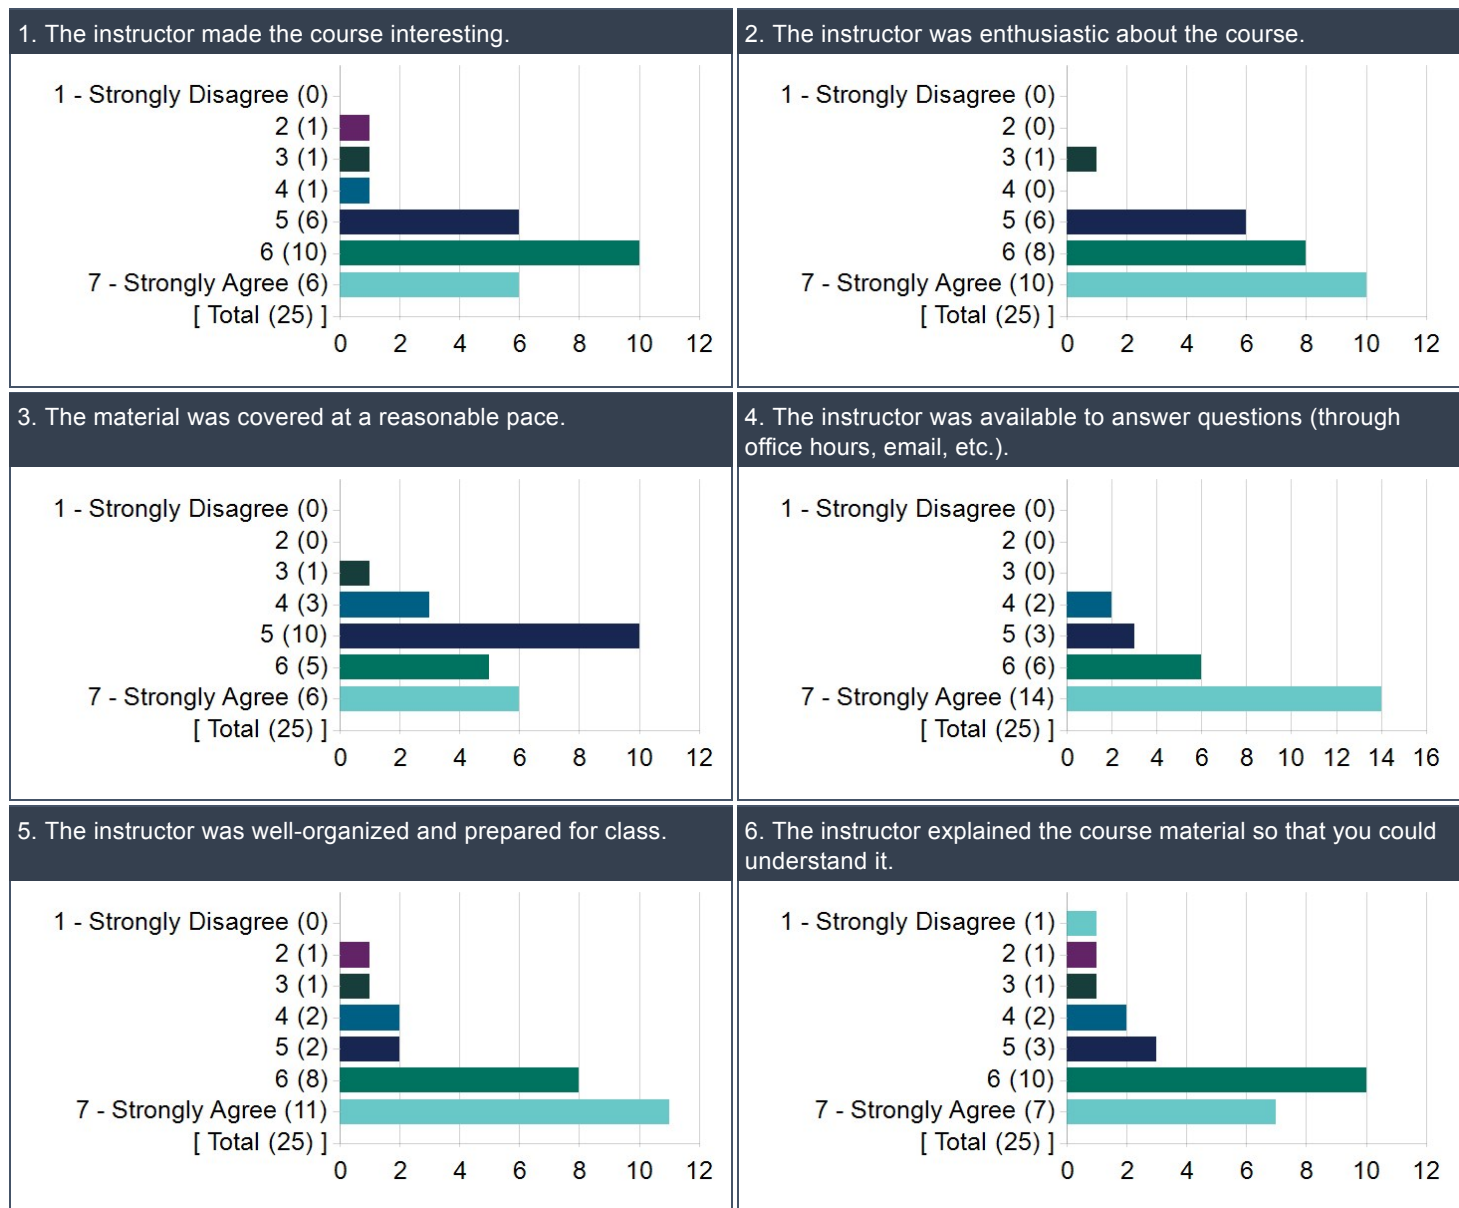 1. The instructor made the course interesting.
1 - Strongly Disagree (0)
2 (1)
3 (1)
4 (1)
5 (6)
6 (10)
7 - Strongly Agree (6)
[ Total (25) ]
0 2 4 6 8 10 12
2. The instructor was enthusiastic about the course.
1 - Strongly Disagree (0)
2 (0)
3 (1)
4 (0)
5 (6)
6 (8)
7 - Strongly Agree (10)
[ Total (25) ]
0 2 4 6 8 10 12
3. The material was covered at a reasonable pace.
1 - Strongly Disagree (0)
2 (0)
3 (1)
4 (3)
5 (10)
6 (5)
7 - Strongly Agree (6)
[ Total (25) ]
0 2 4 6 8 10 12
4. The instructor was available to answer questions (through
office hours, email, etc.).
1 - Strongly Disagree (0)
2 (0)
3 (0)
4 (2)
5 (3)
6 (6)
7 - Strongly Agree (14)
[ Total (25) ]
0 2 4 6 8 10 12 14 16
5. The instructor was well-organized and prepared for class.
1 - Strongly Disagree (0)
2 (1)
3 (1)
4 (2)
5 (2)
6 (8)
7 - Strongly Agree (11)
[ Total (25) ]
0 2 4 6 8 10 12
6. The instructor explained the course material so that you could
understand it.
1 - Strongly Disagree (1)
2 (1)
3 (1)
4 (2)
5 (3)
6 (10)
7 - Strongly Agree (7)
[ Total (25) ]
0 2 4 6 8 10 12